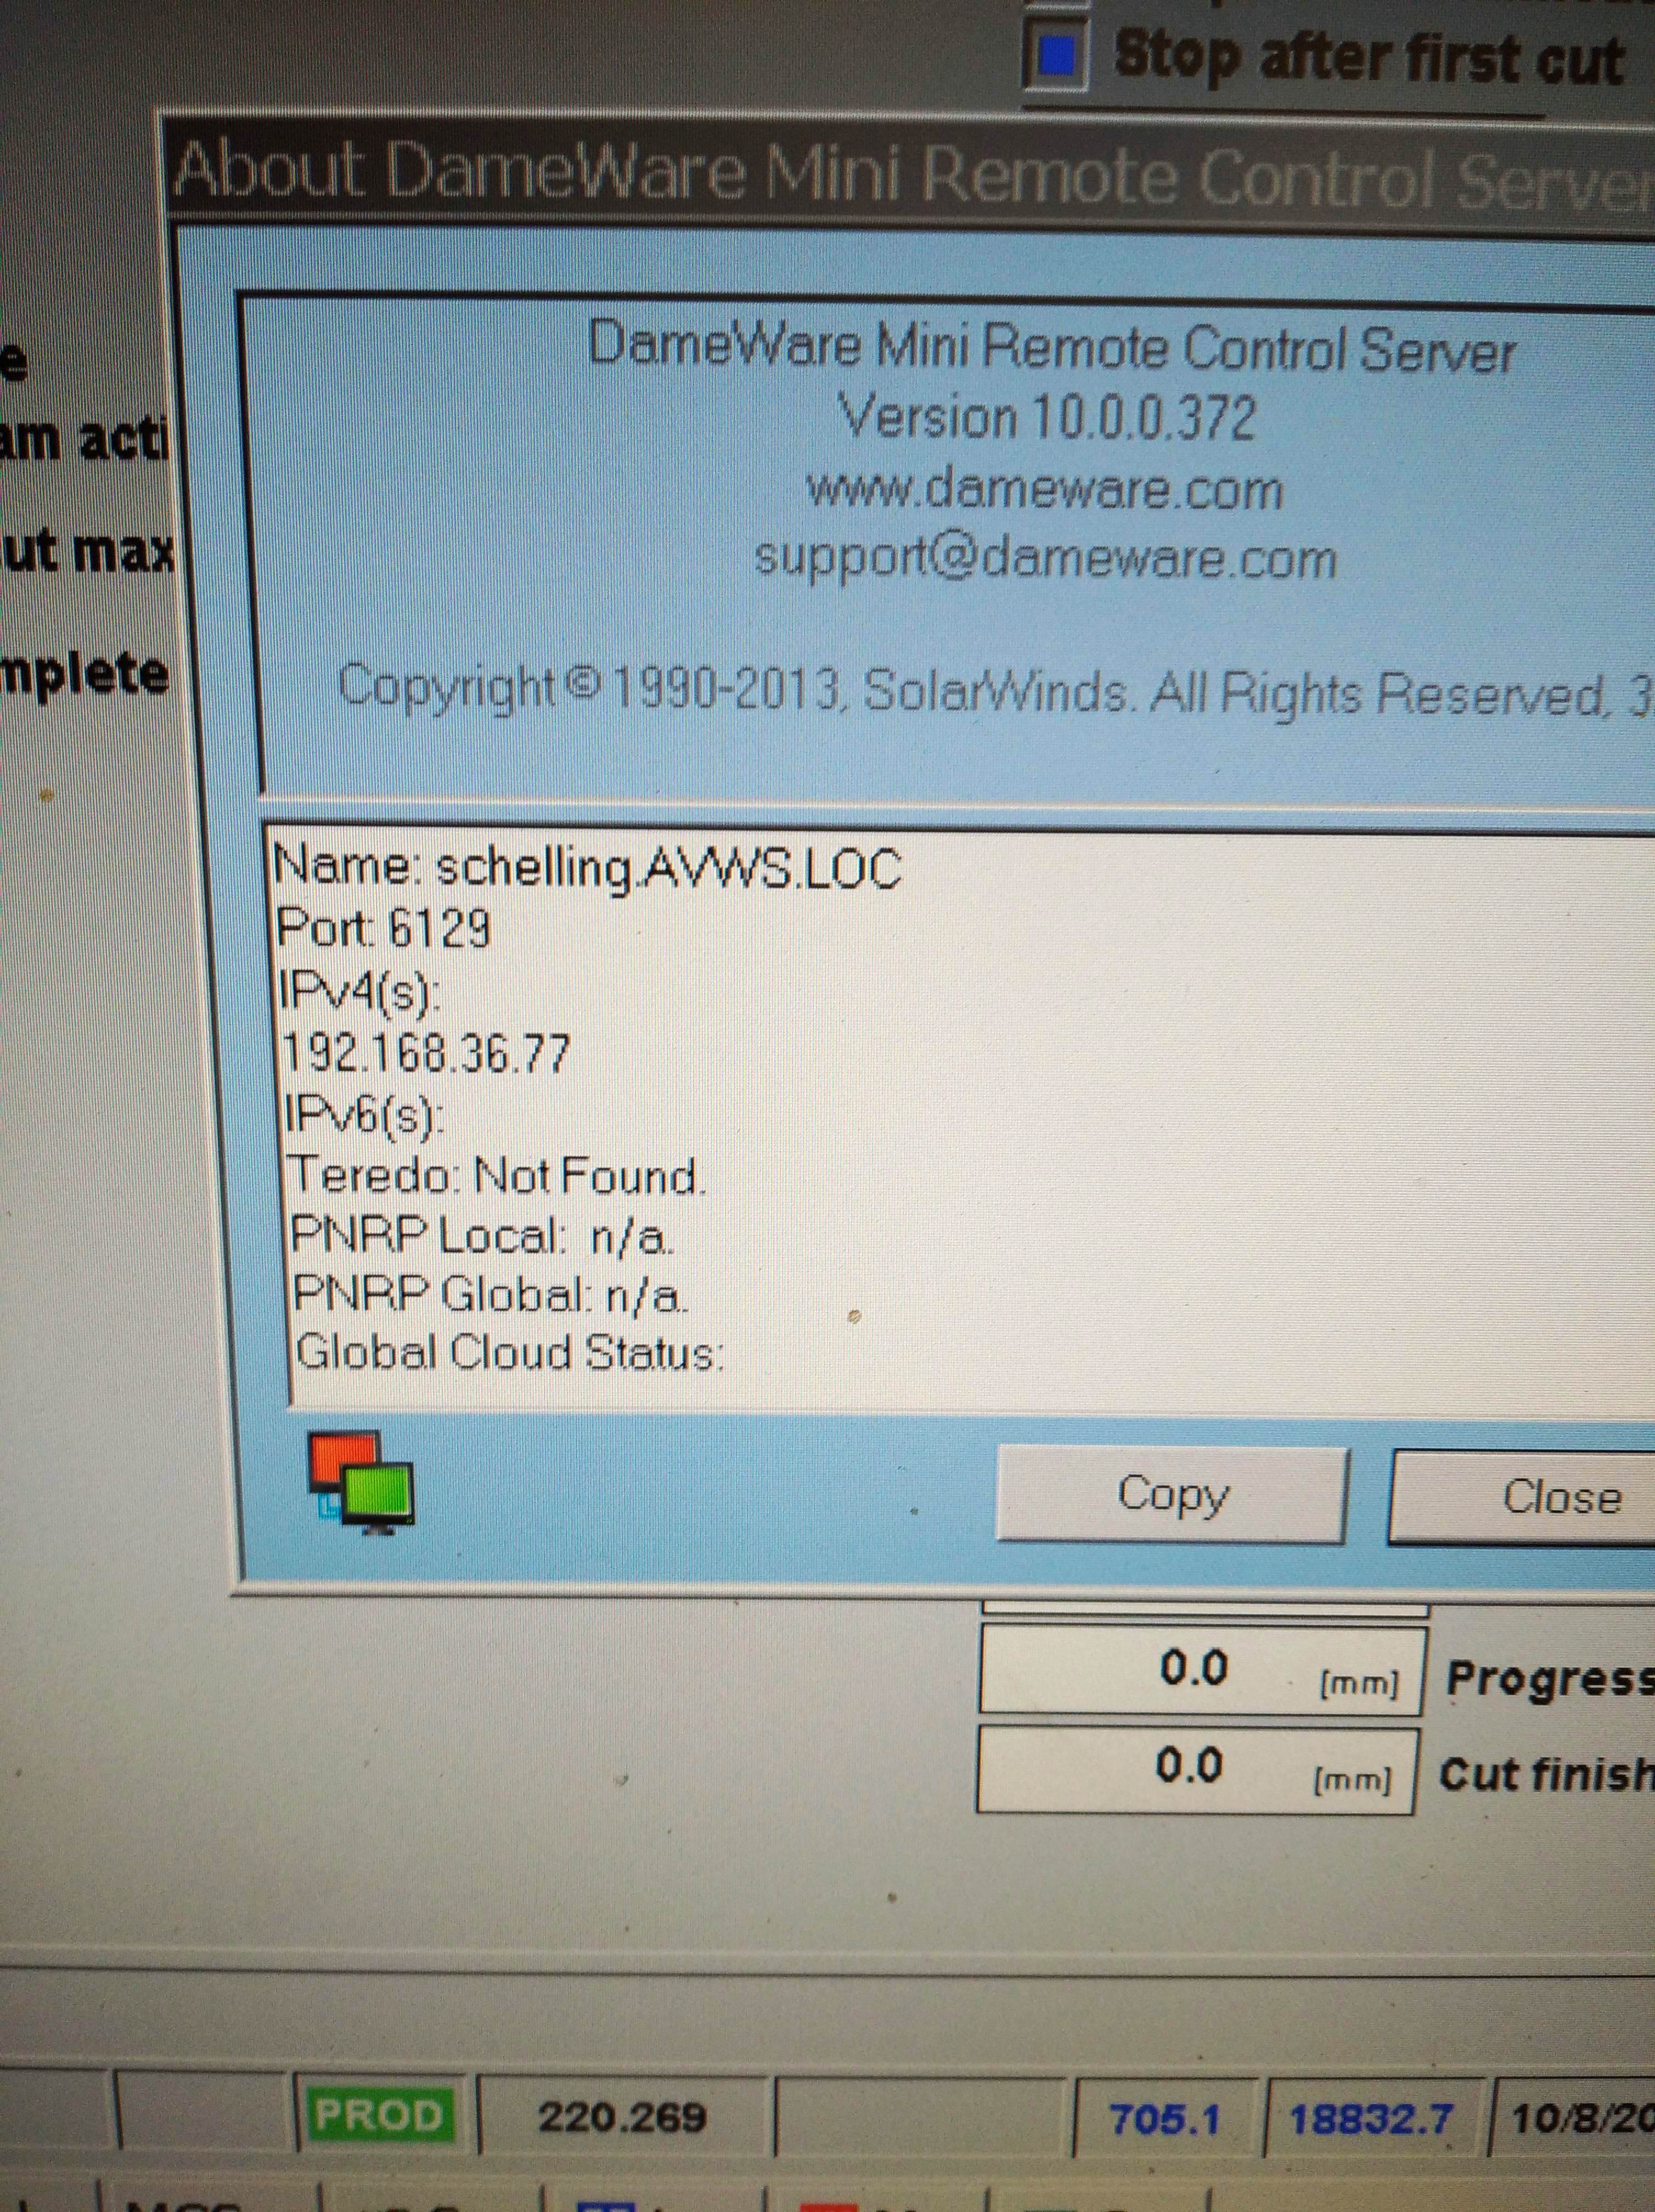 Stop after first cut
About DameWare Mini Remote Control Server
DameWare Mini Remote Control Server
Version 10.0.0.372
www.dameware.com
support@dameware.com
Copyright © 1990-2013, SolarWinds. All Rights Reserved, 3
e
am acti
ut max
mplete
Name: schelling.AVWS.LOC
Port: 6129
IPv4(s):
192.168.36.77
IPv6(s):
Teredo: Not Found.
PNRP Local: n/a.
PNRP Global: n/a.
Global Cloud Status:
Copy Close
0.0 [mm] Progress
0.0 [mm] Cut finish
PROD 220.269 705.1 18832.7 10/8/20